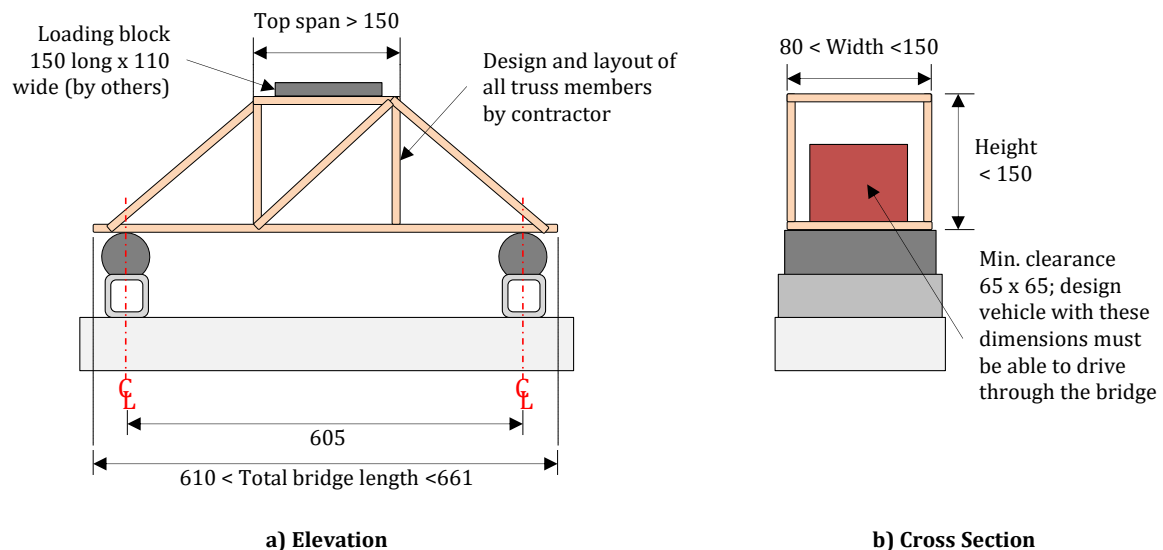 Top span > 150
Loading block
150 long x 110
wide (by others)
Design and layout of
all truss members
by contractor
℄
℄
605
610 < Total bridge length <661
a) Elevation
80 < Width <150
Height
< 150
Min. clearance
65 x 65; design
vehicle with these
dimensions must
be able to drive
through the bridge
b) Cross Section